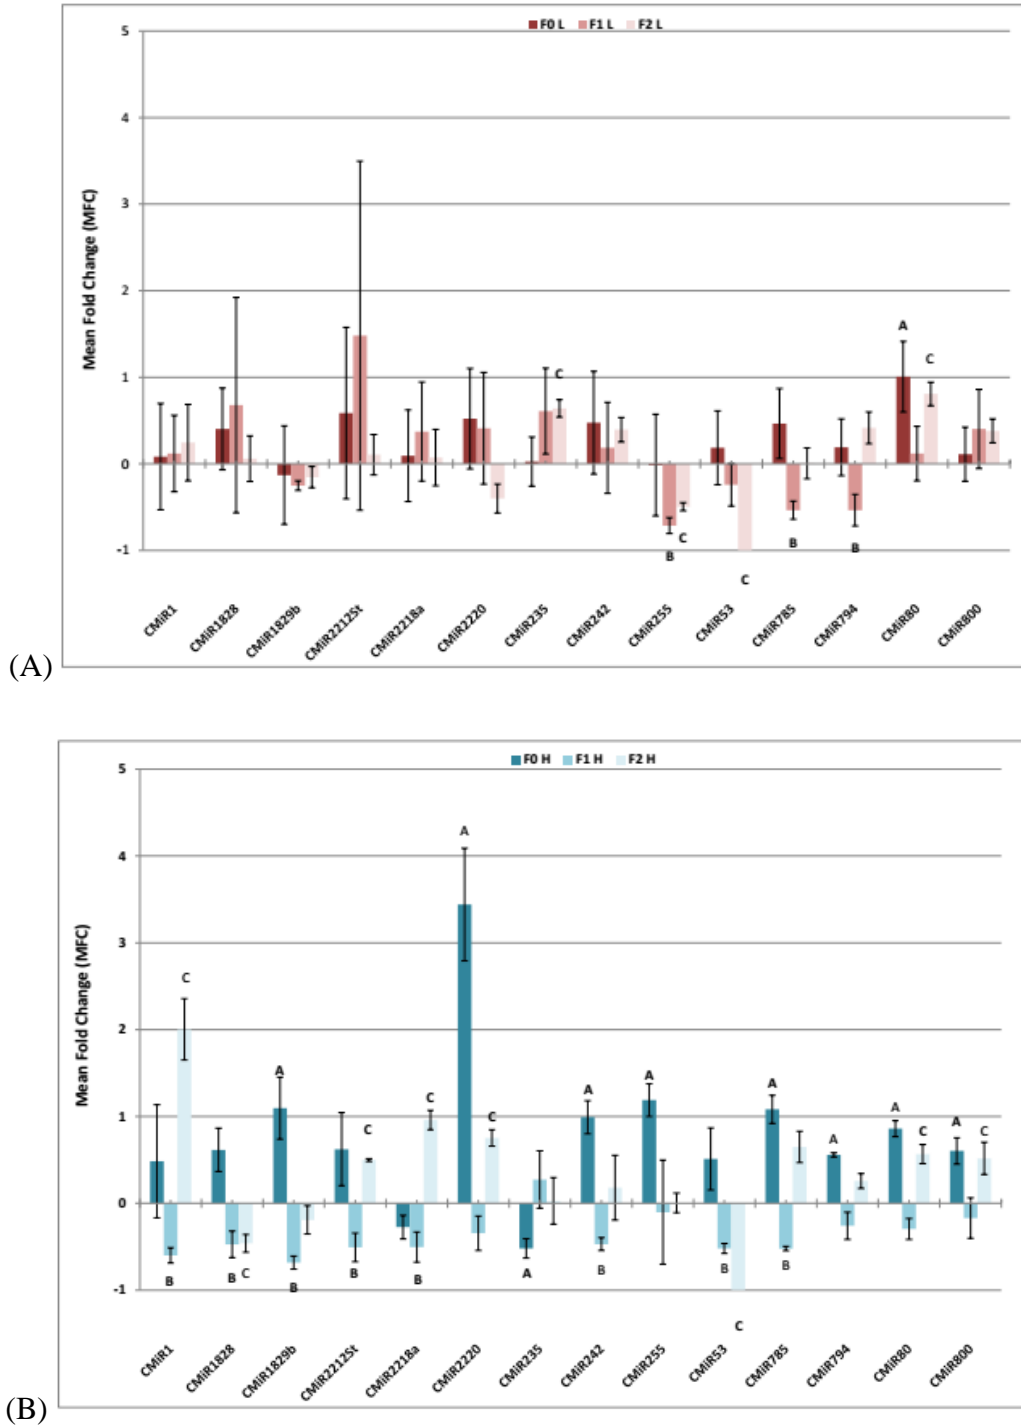 F0 L F1 L F2 L
5
4
3
2
1
0
-1
Mean Fold Change (MFC)
C
A
C
B
C
C
B
B
CMiR1 CMiR1828 CMiR1829b CMiR2125t CMiR2218a CMiR2220 CMiR235 CMiR242 CMiR255 CMiR53 CMiR785 CMiR794 CMiR80 CMiR800
(A)
F0 H F1 H F2 H
5
4
3
2
1
0
-1
Mean Fold Change (MFC)
A
C
A
C
C
C
A
A
A
A
A
C
A
C
B
B
C
B
B
B
A
B
B
C
B
CMiR1 CMiR1828 CMiR1829b CMiR2125t CMiR2218a CMiR2220 CMiR235 CMiR242 CMiR255 CMiR53 CMiR785 CMiR794 CMiR80 CMiR800
(B)